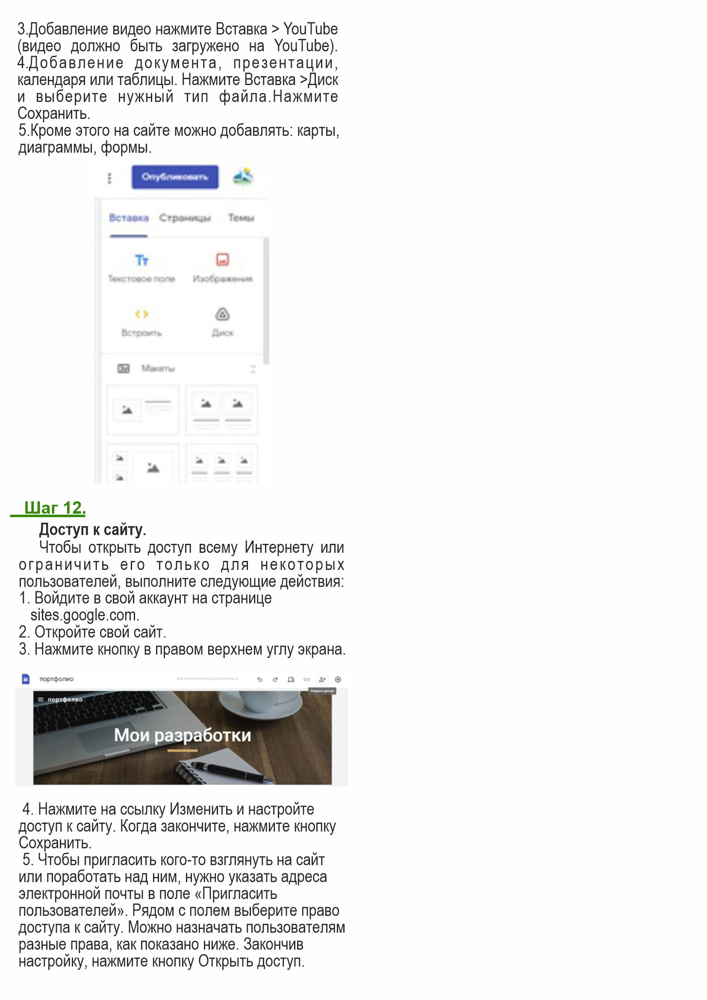 3.Добавление видео нажмите Вставка > YouTube
(видео должно быть загружено на YouTube).
4.Добавление документа, презентации,
календаря или таблицы. Нажмите Вставка >Диск
и выберите нужный тип файла.Нажмите
Сохранить.
5.Кроме этого на сайте можно добавлять: карты,
диаграммы, формы.
Опубликовать
Вставка Страницы Темы
Текстовое поле Изображения
Встроить Диск
Макеты
Шаг 12.
Доступ к сайту.
Чтобы открыть доступ всему Интернету или
ограничить его только для некоторых
пользователей, выполните следующие действия:
1. Войдите в свой аккаунт на странице
sites.google.com.
2. Откройте свой сайт.
3. Нажмите кнопку в правом верхнем углу экрана.
портфолио Все изменения на Диске сохранены
Открыть доступ
портфолио
Мои разработки
4. Нажмите на ссылку Изменить и настройте
доступ к сайту. Когда закончите, нажмите кнопку
Сохранить.
5. Чтобы пригласить кого-то взглянуть на сайт
или поработать над ним, нужно указать адреса
электронной почты в поле «Пригласить
пользователей». Рядом с полем выберите право
доступа к сайту. Можно назначать пользователям
разные права, как показано ниже. Закончив
настройку, нажмите кнопку Открыть доступ.